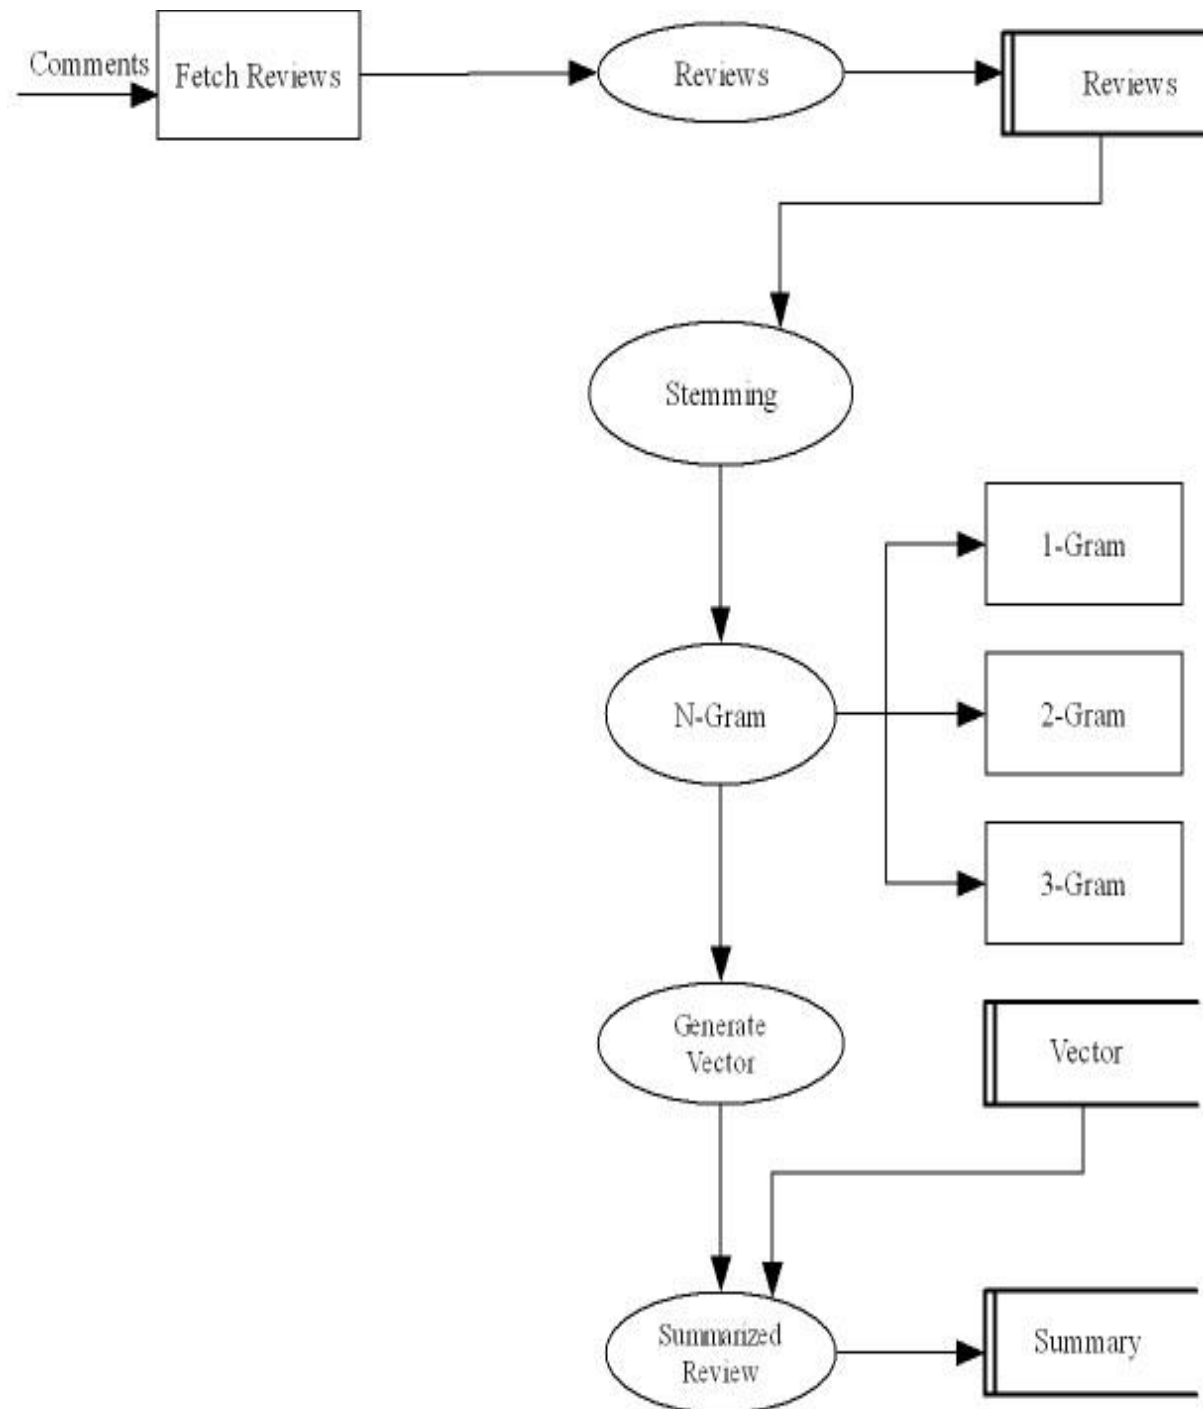 Comments
Fetch Reviews
Reviews
Reviews
Stemming
1-Gram
N-Gram
2-Gram
3-Gram
Generate
Vector
Vector
Summarized
Review
Summary